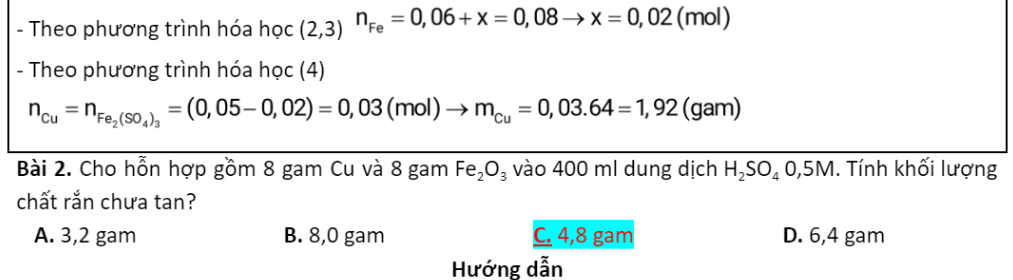 - Theo phương trình hóa học (2,3) n_Fe = 0,06 + x = 0,08 → x = 0,02 (mol)
- Theo phương trình hóa học (4)
n_Cu = n_Fe₂(SO₄)₃ = (0,05 − 0,02) = 0,03 (mol) → m_Cu = 0,03.64 = 1,92 (gam)
Bài 2. Cho hỗn hợp gồm 8 gam Cu và 8 gam Fe₂O₃ vào 400 ml dung dịch H₂SO₄ 0,5M. Tính khối lượng
chất rắn chưa tan?
A. 3,2 gam B. 8,0 gam C. 4,8 gam D. 6,4 gam
Hướng dẫn